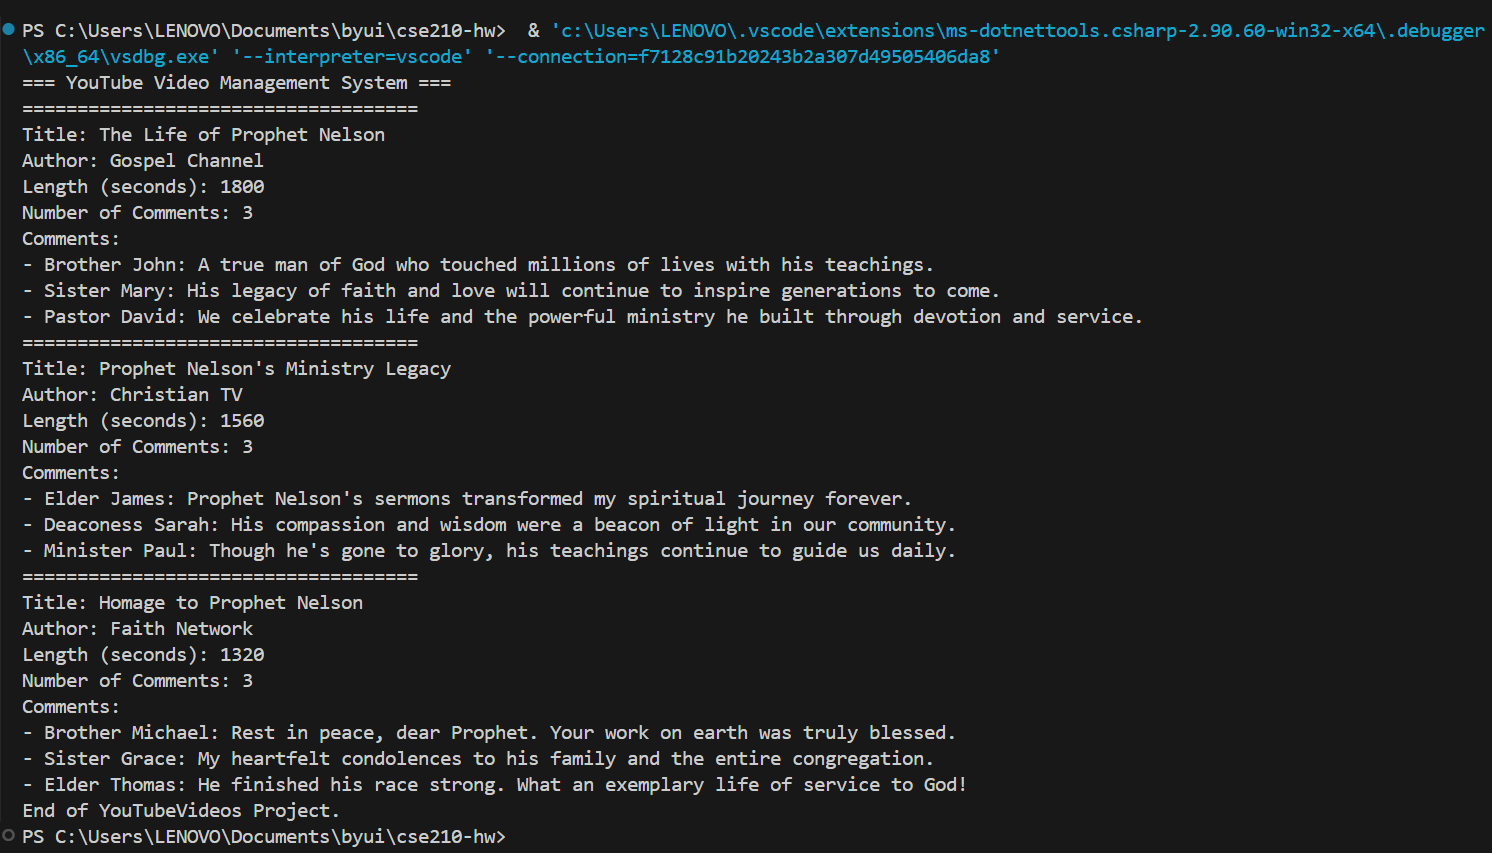 PS C:\Users\LENOVO\Documents\byui\cse210-hw>  & 'c:\Users\LENOVO\.vscode\extensions\ms-dotnettools.csharp-2.90.60-win32-x64\.debugger
\x86_64\vsdbg.exe' '--interpreter=vscode' '--connection=f7128c91b20243b2a307d49505406da8'
=== YouTube Video Management System ===
====================================
Title: The Life of Prophet Nelson
Author: Gospel Channel
Length (seconds): 1800
Number of Comments: 3
Comments:
- Brother John: A true man of God who touched millions of lives with his teachings.
- Sister Mary: His legacy of faith and love will continue to inspire generations to come.
- Pastor David: We celebrate his life and the powerful ministry he built through devotion and service.
====================================
Title: Prophet Nelson's Ministry Legacy
Author: Christian TV
Length (seconds): 1560
Number of Comments: 3
Comments:
- Elder James: Prophet Nelson's sermons transformed my spiritual journey forever.
- Deaconess Sarah: His compassion and wisdom were a beacon of light in our community.
- Minister Paul: Though he's gone to glory, his teachings continue to guide us daily.
====================================
Title: Homage to Prophet Nelson
Author: Faith Network
Length (seconds): 1320
Number of Comments: 3
Comments:
- Brother Michael: Rest in peace, dear Prophet. Your work on earth was truly blessed.
- Sister Grace: My heartfelt condolences to his family and the entire congregation.
- Elder Thomas: He finished his race strong. What an exemplary life of service to God!
End of YouTubeVideos Project.
PS C:\Users\LENOVO\Documents\byui\cse210-hw>